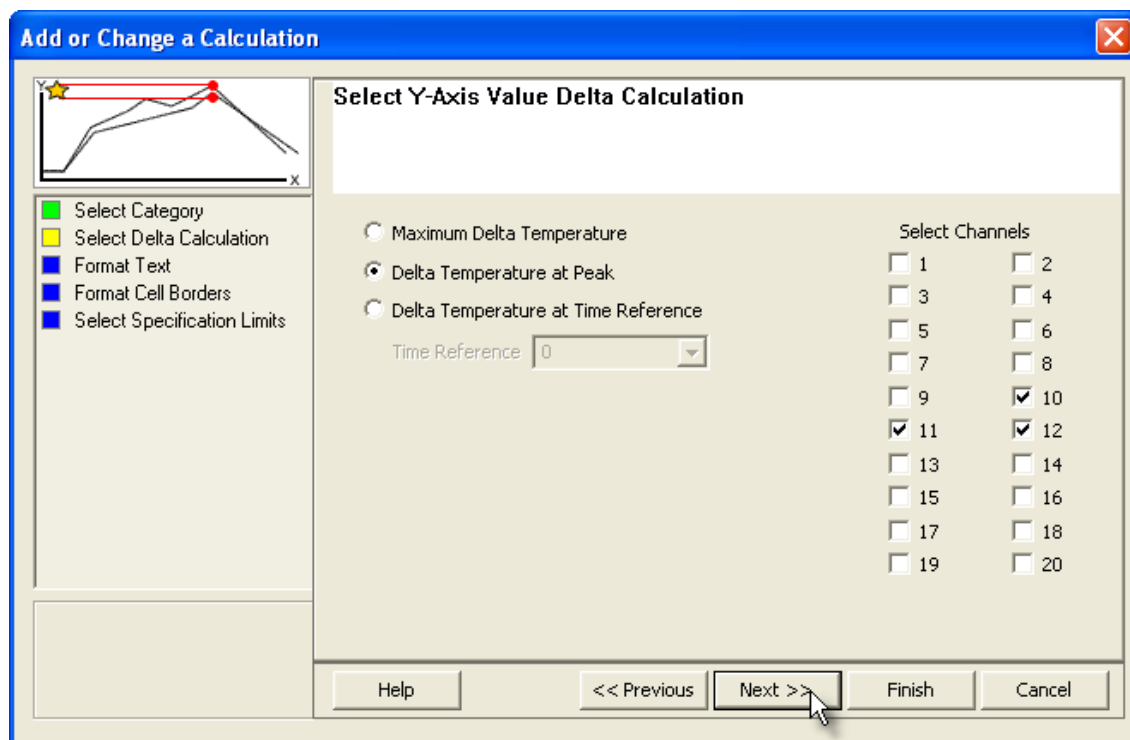 Add or Change a Calculation
Y
X
Select Category
Select Delta Calculation
Format Text
Format Cell Borders
Select Specification Limits
Select Y-Axis Value Delta Calculation
Maximum Delta Temperature
Delta Temperature at Peak
Delta Temperature at Time Reference
Time Reference 0
Select Channels
1 2
3 4
5 6
7 8
9 10
11 12
13 14
15 16
17 18
19 20
Help << Previous Next >> Finish Cancel